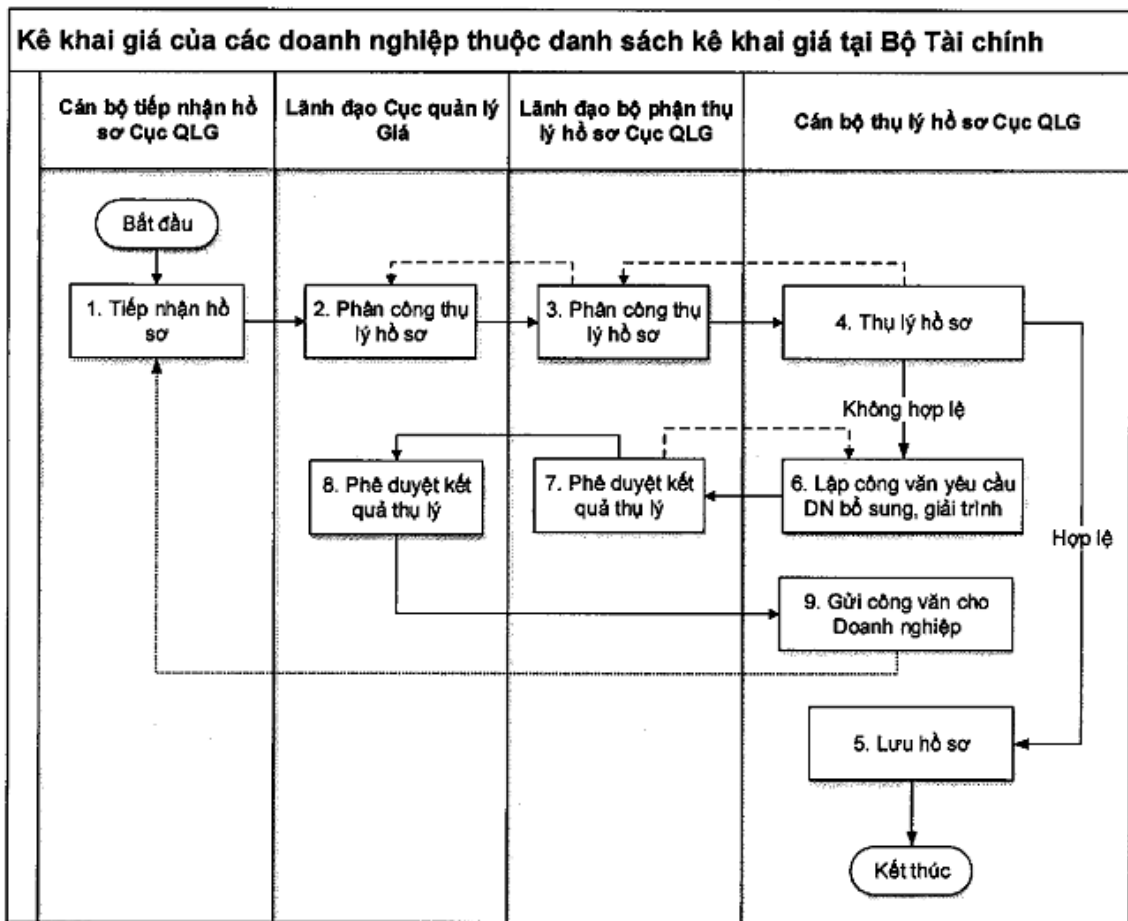 Kê khai giá của các doanh nghiệp thuộc danh sách kê khai giá tại Bộ Tài chính
Cán bộ tiếp nhận hồ
sơ Cục QLG
Lãnh đạo Cục quản lý
Giá
Lãnh đạo bộ phận thụ
lý hồ sơ Cục QLG
Cán bộ thụ lý hồ sơ Cục QLG
Bắt đầu
1. Tiếp nhận hồ
sơ
2. Phân công thụ
lý hồ sơ
3. Phân công thụ
lý hồ sơ
4. Thụ lý hồ sơ
Không hợp lệ
8. Phê duyệt kết
quả thụ lý
7. Phê duyệt kết
quả thụ lý
6. Lập công văn yêu cầu
DN bổ sung, giải trình
Hợp lệ
9. Gửi công văn cho
Doanh nghiệp
5. Lưu hồ sơ
Kết thúc